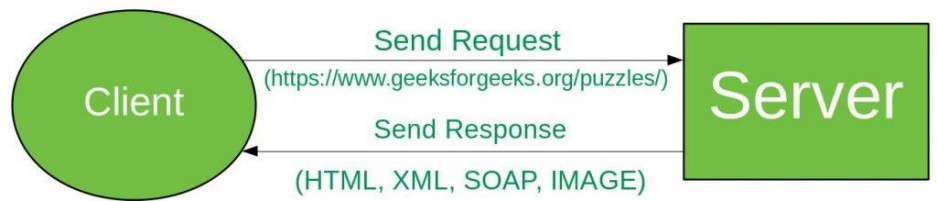 Client
Send Request
(https://www.geeksforgeeks.org/puzzles/)
Send Response
(HTML, XML, SOAP, IMAGE)
Server